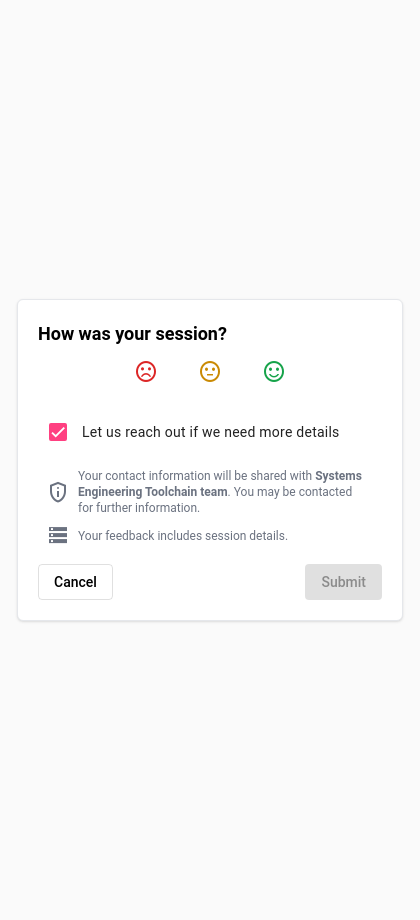 How was your session?
Let us reach out if we need more details
Your contact information will be shared with Systems
Engineering Toolchain team. You may be contacted
for further information.
Your feedback includes session details.
Cancel
Submit